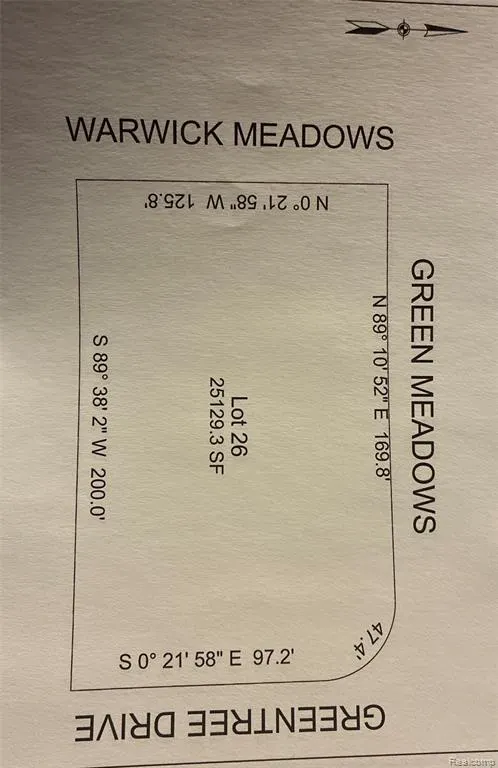 WARWICK MEADOWS
N 0° 21' 58" W 125.8'
GREEN MEADOWS
N 89° 10' 52" E 169.8'
S 89° 38' 2" W 200.0'
Lot 26
25129.3 SF
47.4'
S 0° 21' 58" E 97.2'
GREENTREE DRIVE
Realcomp